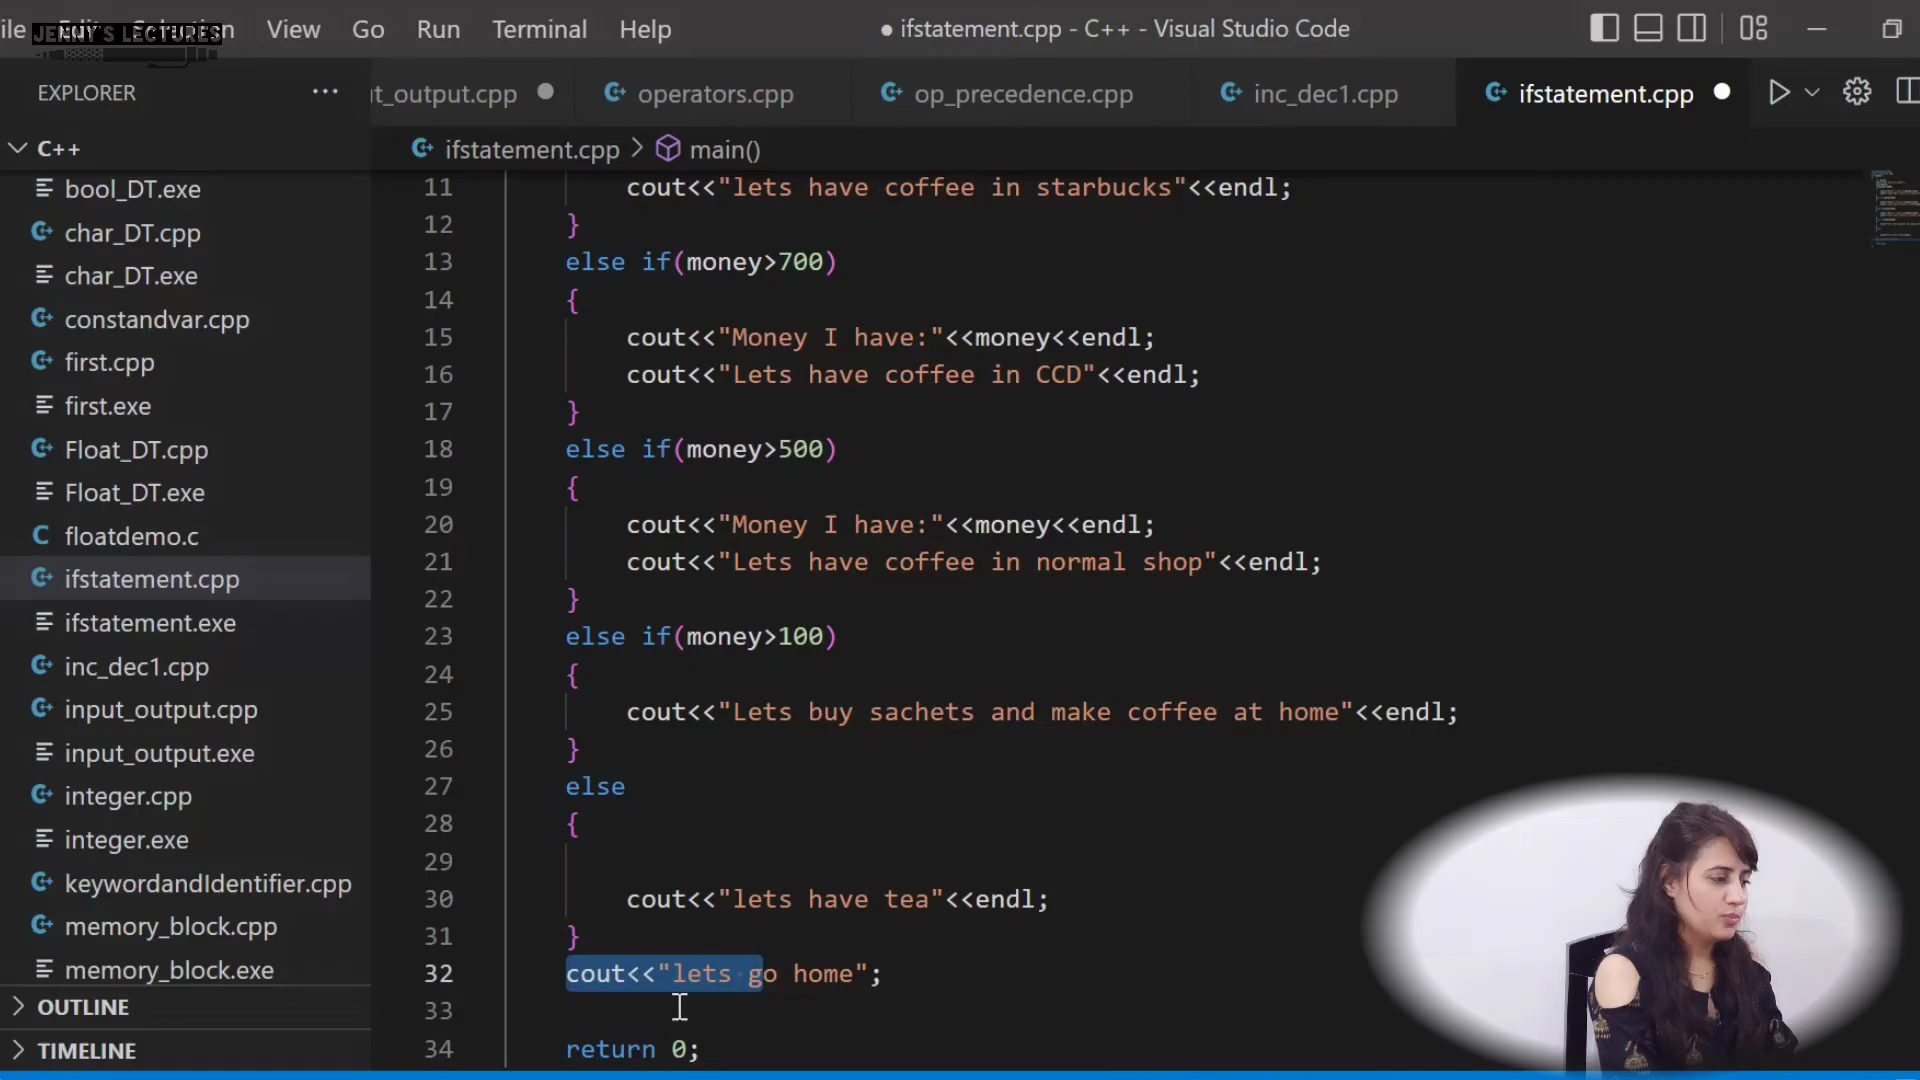 ile Edit Selection View Go Run Terminal Help ● ifstatement.cpp - C++ - Visual Studio Code
JENNY'S LECTURES
EXPLORER ...
t_output.cpp operators.cpp op_precedence.cpp inc_dec1.cpp ifstatement.cpp
C++
ifstatement.cpp > main()
bool_DT.exe
char_DT.cpp
char_DT.exe
constandvar.cpp
first.cpp
first.exe
Float_DT.cpp
Float_DT.exe
floatdemo.c
ifstatement.cpp
ifstatement.exe
inc_dec1.cpp
input_output.cpp
input_output.exe
integer.cpp
integer.exe
keywordandIdentifier.cpp
memory_block.cpp
memory_block.exe
OUTLINE
TIMELINE
11 cout<<"lets have coffee in starbucks"<<endl;
12 }
13 else if(money>700)
14 {
15 cout<<"Money I have:"<<money<<endl;
16 cout<<"Lets have coffee in CCD"<<endl;
17 }
18 else if(money>500)
19 {
20 cout<<"Money I have:"<<money<<endl;
21 cout<<"Lets have coffee in normal shop"<<endl;
22 }
23 else if(money>100)
24 {
25 cout<<"Lets buy sachets and make coffee at home"<<endl;
26 }
27 else
28 {
29
30 cout<<"lets have tea"<<endl;
31 }
32 cout<<"lets go home";
33
34 return 0;